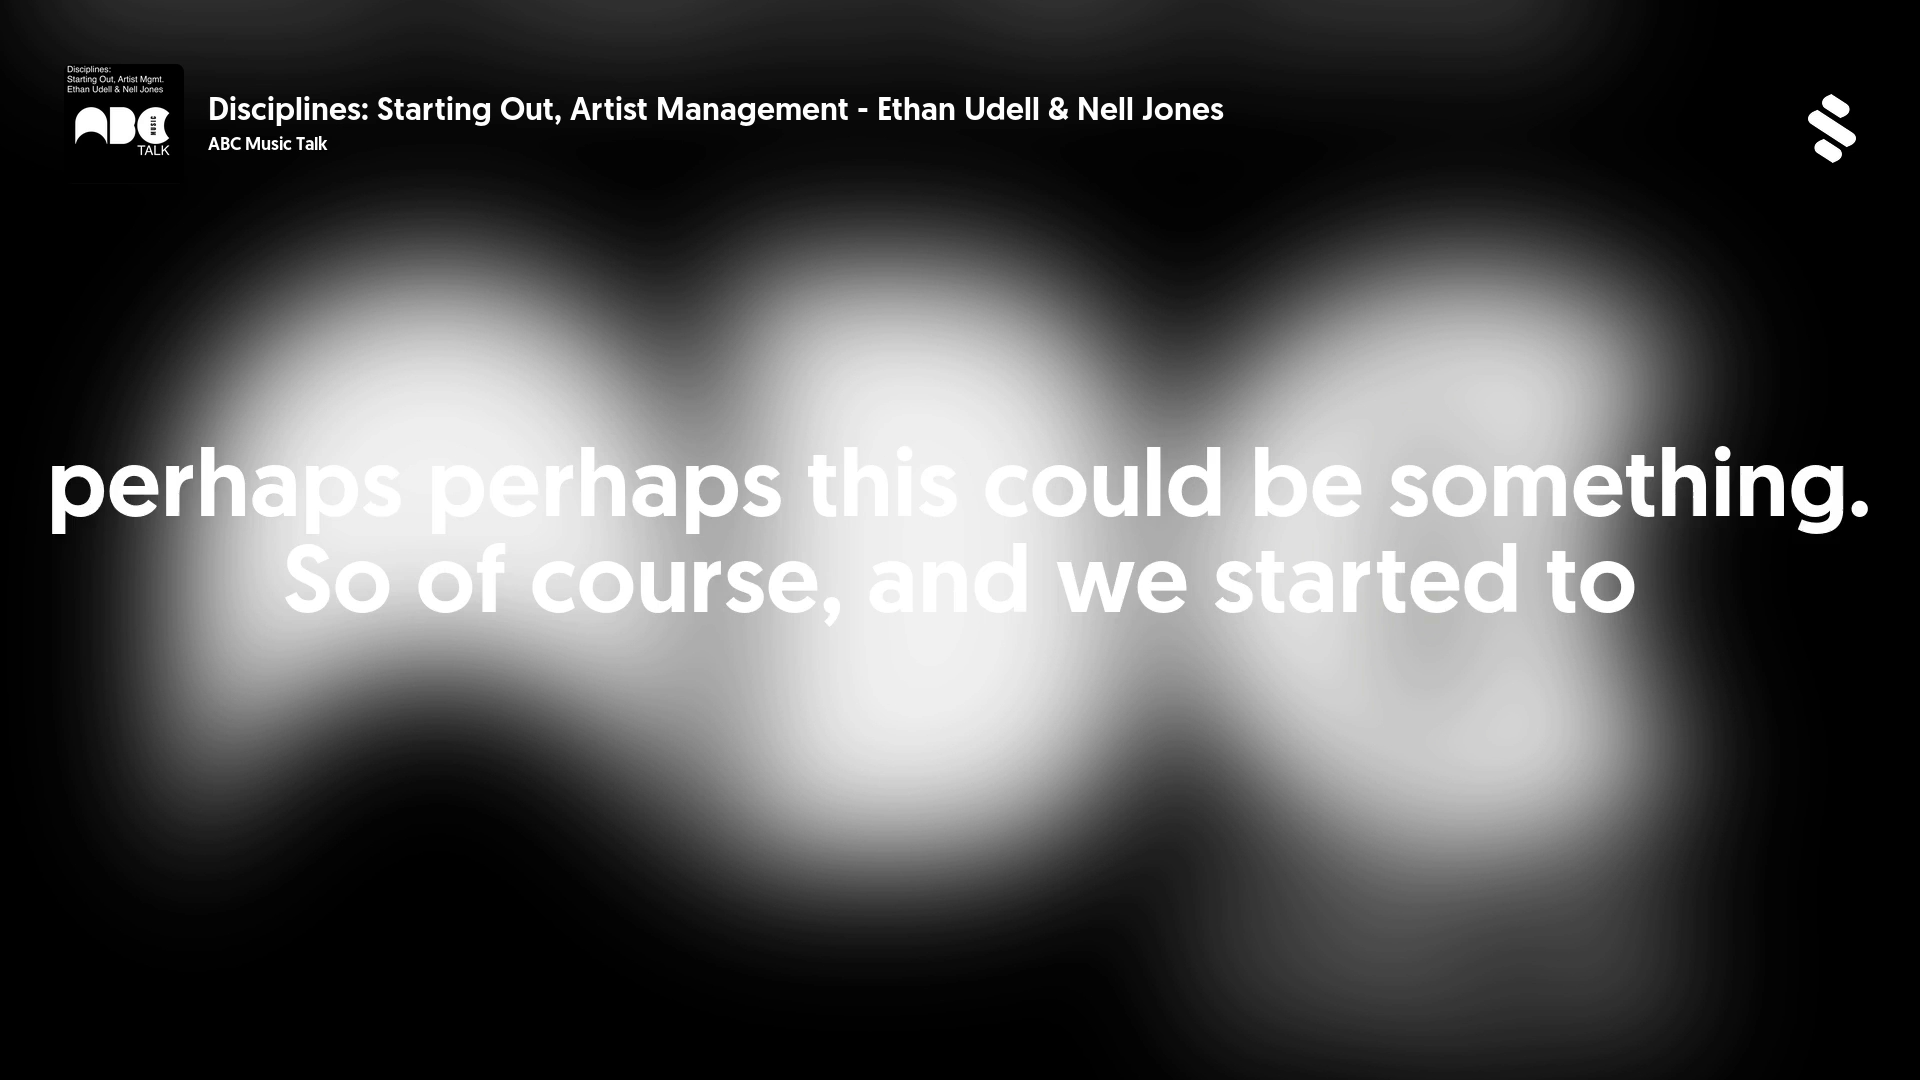 Disciplines:
Starting Out, Artist Mgmt.
Ethan Udell & Nell Jones
ABC
MUSIC
TALK
Disciplines: Starting Out, Artist Management - Ethan Udell & Nell Jones
ABC Music Talk
perhaps perhaps this could be something.
So of course, and we started to